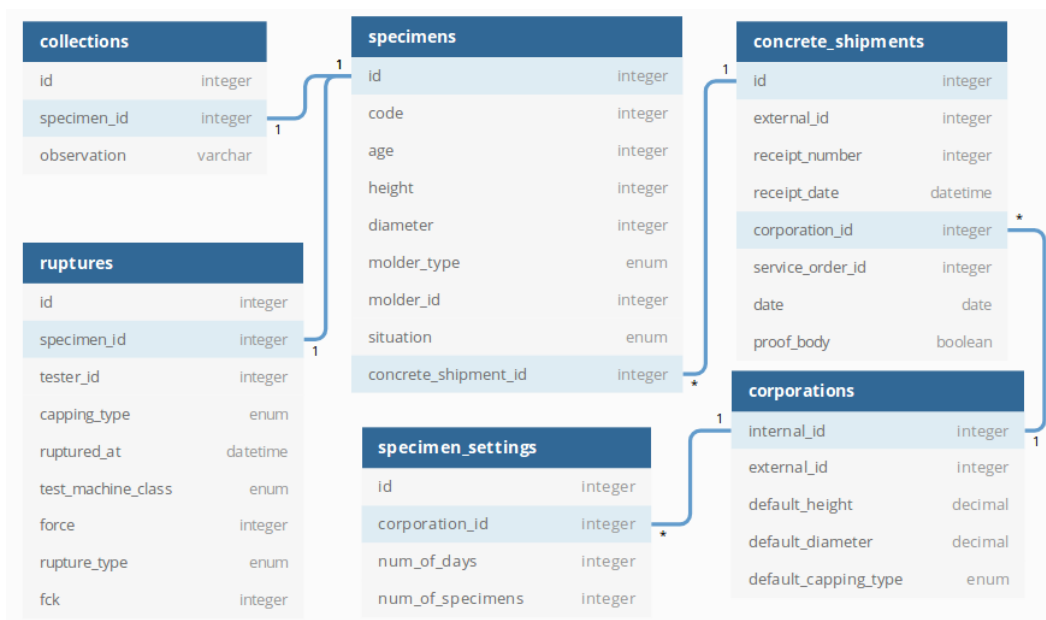 collections
id integer
specimen_id integer
observation varchar
1
1
specimens
id integer
code integer
age integer
height integer
diameter integer
molder_type enum
molder_id integer
situation enum
concrete_shipment_id integer
*
1
concrete_shipments
id integer
external_id integer
receipt_number integer
receipt_date datetime
corporation_id integer
service_order_id integer
date date
proof_body boolean
*
1
ruptures
id integer
specimen_id integer
tester_id integer
capping_type enum
ruptured_at datetime
test_machine_class enum
force integer
rupture_type enum
fck integer
1
specimen_settings
id integer
corporation_id integer
num_of_days integer
num_of_specimens integer
*
1
corporations
internal_id integer
external_id integer
default_height decimal
default_diameter decimal
default_capping_type enum